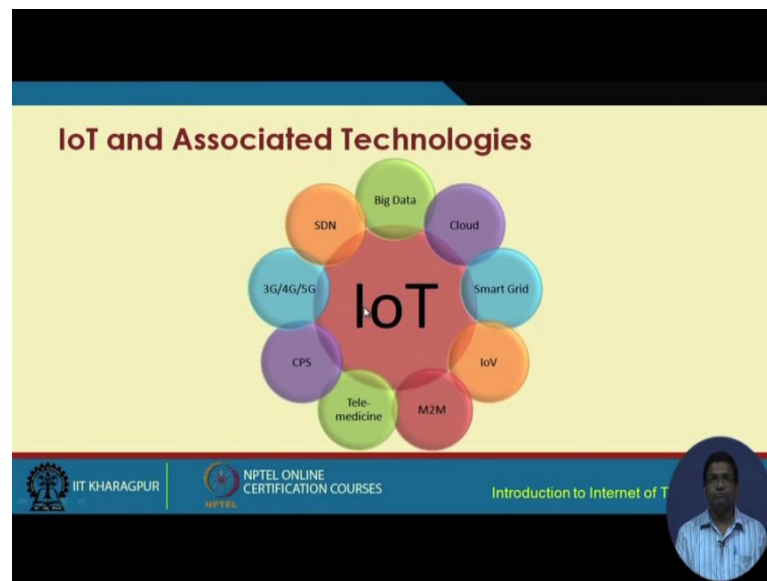 IoT and Associated Technologies
Big Data
SDN
Cloud
3G/4G/5G
IoT
Smart Grid
CPS
IoV
Tele-
medicine
M2M
IIT KHARAGPUR
NPTEL
NPTEL ONLINE
CERTIFICATION COURSES
Introduction to Internet of T